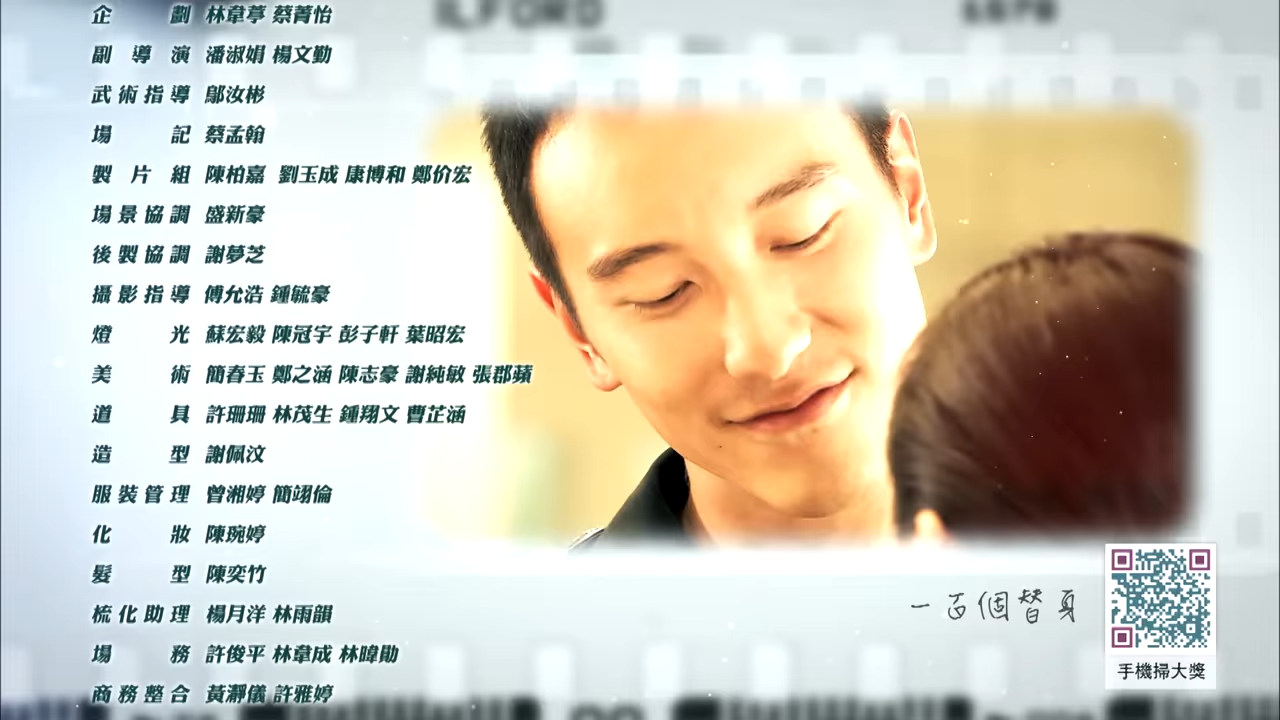 ILFORD
企劃 林韋葶 蔡菁怡
副導演 潘淑娟 楊文勤
武術指導 鄔汝彬
場記 蔡孟翰
製片組 陳柏嘉 劉玉成 康博和 鄭价宏
場景協調 盛新豪
後製協調 謝夢芝
攝影指導 傅允浩 鍾毓豪
燈光 蘇宏毅 陳冠宇 彭子軒 葉昭宏
美術 簡春玉 鄭之涵 陳志豪 謝純敏 張郡蘋
道具 許珊珊 林茂生 鍾翔文 曹芷涵
造型 謝佩汶
服裝管理 曾湘婷 簡翊倫
化妝 陳琬婷
髮型 陳奕竹
梳化助理 楊月洋 林雨韻
場務 許俊平 林章成 林暐勛
商務整合 黃瀞儀 許雅婷
一百個替身
手機掃大獎